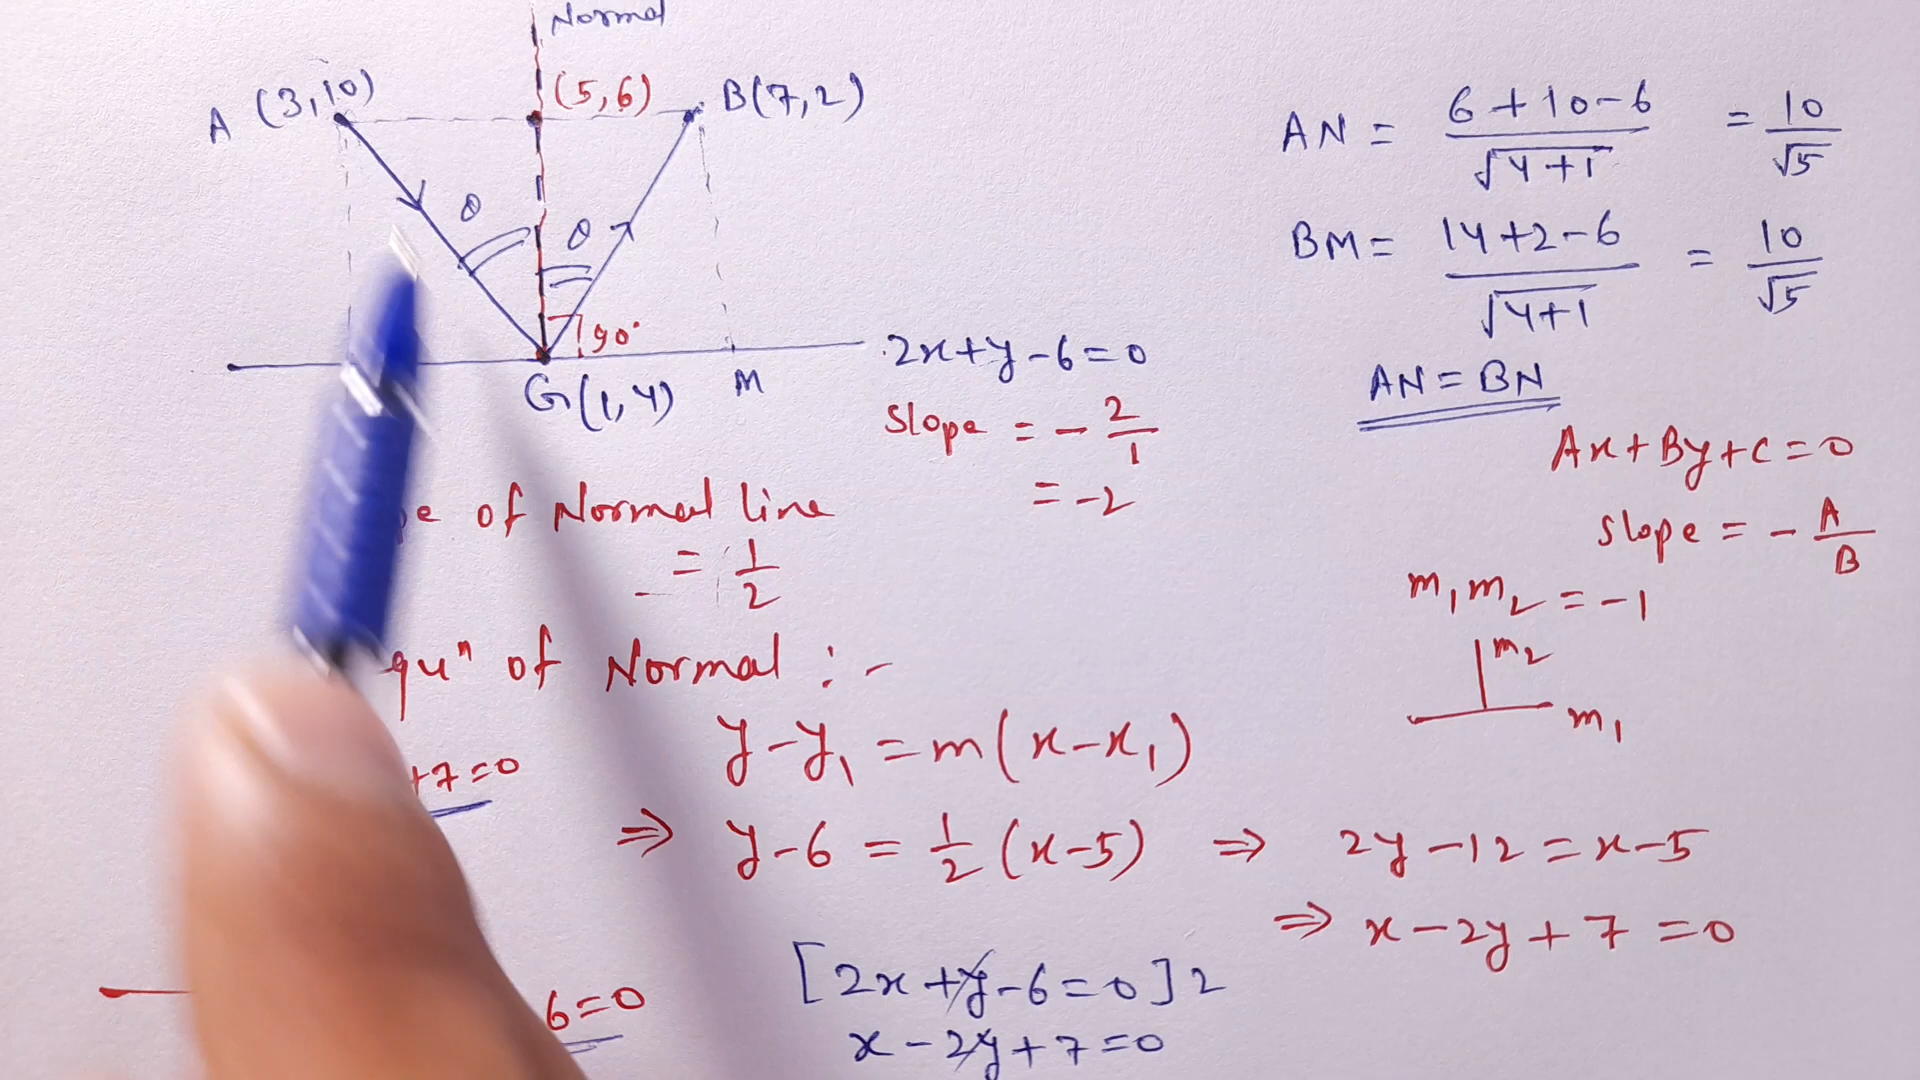 Normal
A (3,10)
(5,6)
B(7,2)
θ
θ
90°
G(1,4)
M
2x+y-6=0
Slope = -2/1
= -2
of Normal line
= 1/2
of Normal :-
+7=0
y-y₁ = m(x-x₁)
⇒ y-6 = 1/2 (x-5) ⇒ 2y-12=x-5
⇒ x-2y+7=0
6=0
[2x+y-6=0]2
x-2y+7=0
AN = 6+10-6/√4+1 = 10/√5
BM = 14+2-6/√4+1 = 10/√5
AN=BN
Ax+By+C=0
Slope = -A/B
m₁m₂=-1
m₂
m₁